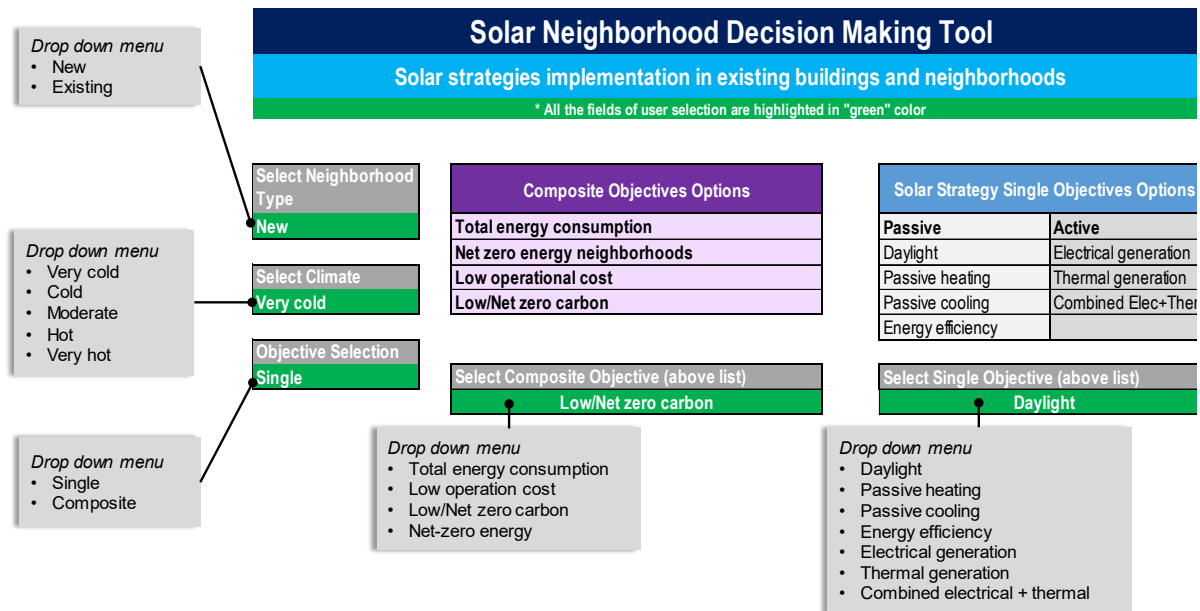 Solar Neighborhood Decision Making Tool
Solar strategies implementation in existing buildings and neighborhoods
* All the fields of user selection are highlighted in "green" color
Drop down menu
• New
• Existing
Select Neighborhood
Type
New
Drop down menu
• Very cold
• Cold
• Moderate
• Hot
• Very hot
Select Climate
Very cold
Objective Selection
Single
Drop down menu
• Single
• Composite
Composite Objectives Options
Total energy consumption
Net zero energy neighborhoods
Low operational cost
Low/Net zero carbon
Select Composite Objective (above list)
Low/Net zero carbon
Drop down menu
• Total energy consumption
• Low operation cost
• Low/Net zero carbon
• Net-zero energy
Solar Strategy Single Objectives Options
Passive Active
Daylight Electrical generation
Passive heating Thermal generation
Passive cooling Combined Elec+Ther
Energy efficiency
Select Single Objective (above list)
Daylight
Drop down menu
• Daylight
• Passive heating
• Passive cooling
• Energy efficiency
• Electrical generation
• Thermal generation
• Combined electrical + thermal